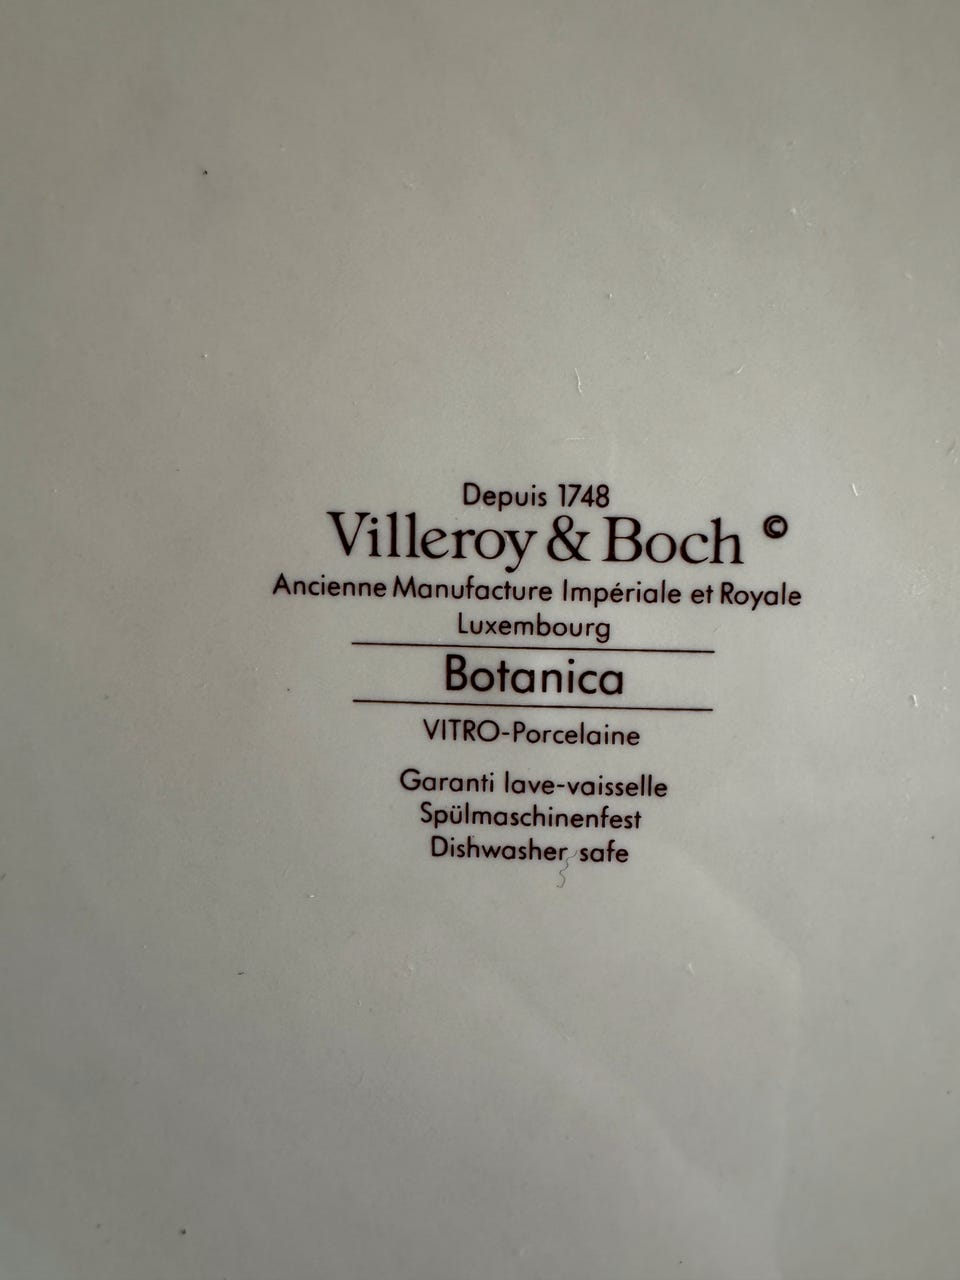 Depuis 1748
Villeroy & Boch ©
Ancienne Manufacture Impériale et Royale
Luxembourg
Botanica
VITRO-Porcelaine
Garanti lave-vaisselle
Spülmaschinenfest
Dishwasher safe